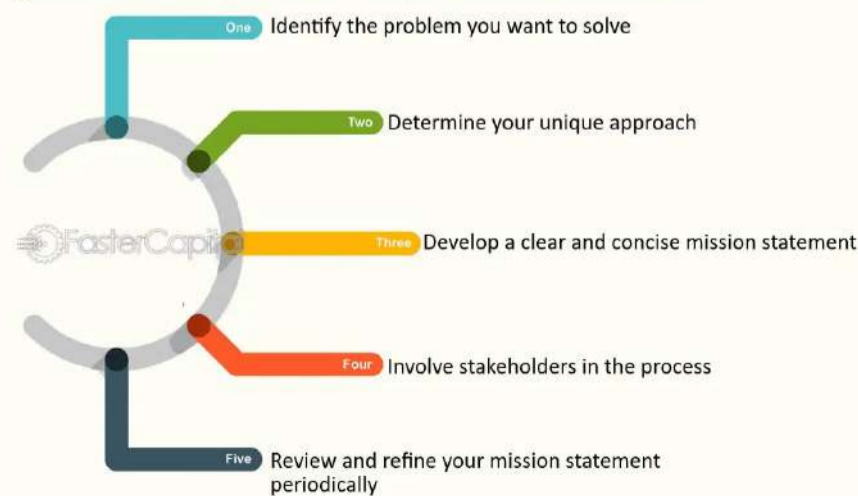 One Identify the problem you want to solve
Two Determine your unique approach
FasterCapital
Three Develop a clear and concise mission statement
Four Involve stakeholders in the process
Five Review and refine your mission statement
periodically